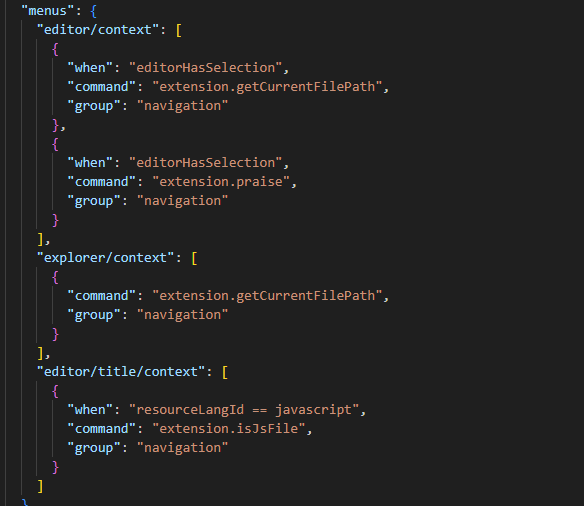 "menus": {
"editor/context": [
{
"when": "editorHasSelection",
"command": "extension.getCurrentFilePath",
"group": "navigation"
},
{
"when": "editorHasSelection",
"command": "extension.praise",
"group": "navigation"
}
],
"explorer/context": [
{
"command": "extension.getCurrentFilePath",
"group": "navigation"
}
],
"editor/title/context": [
{
"when": "resourceLangId == javascript",
"command": "extension.isJsFile",
"group": "navigation"
}
]
}